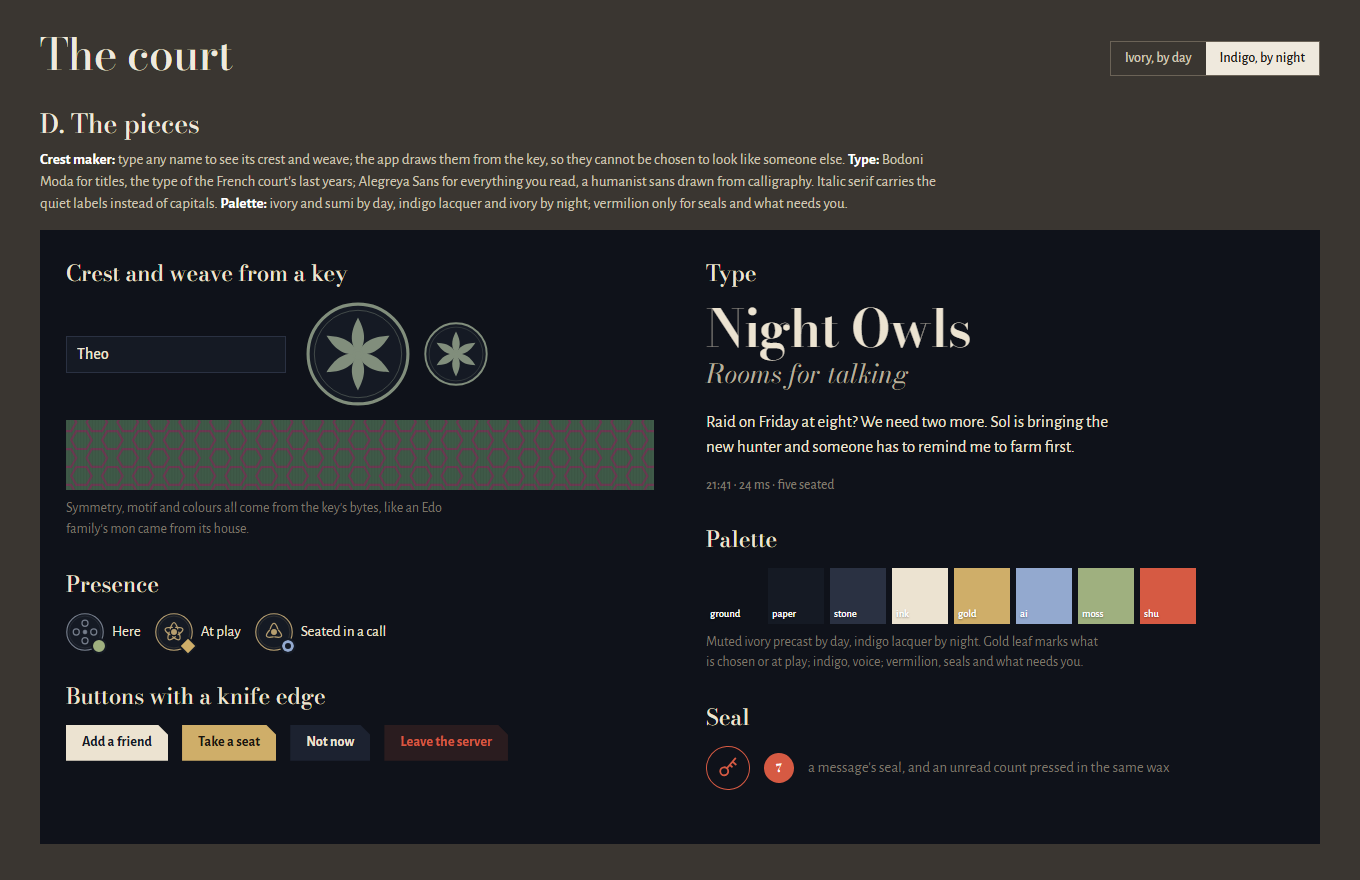 The court
Ivory, by day
Indigo, by night
D. The pieces
Crest maker: type any name to see its crest and weave; the app draws them from the key, so they cannot be chosen to look like someone else. Type: Bodoni
Moda for titles, the type of the French court's last years; Alegreya Sans for everything you read, a humanist sans drawn from calligraphy. Italic serif carries the
quiet labels instead of capitals. Palette: ivory and sumi by day, indigo lacquer and ivory by night; vermilion only for seals and what needs you.
Crest and weave from a key
Theo
Symmetry, motif and colours all come from the key's bytes, like an Edo
family's mon came from its house.
Presence
Here
At play
Seated in a call
Buttons with a knife edge
Add a friend
Take a seat
Not now
Leave the server
Type
Night Owls
Rooms for talking
Raid on Friday at eight? We need two more. Sol is bringing the
new hunter and someone has to remind me to farm first.
21:41 · 24 ms · five seated
Palette
ground
paper
stone
ink
gold
ai
moss
shu
Muted ivory precast by day, indigo lacquer by night. Gold leaf marks what
is chosen or at play; indigo, voice; vermilion, seals and what needs you.
Seal
7
a message's seal, and an unread count pressed in the same wax